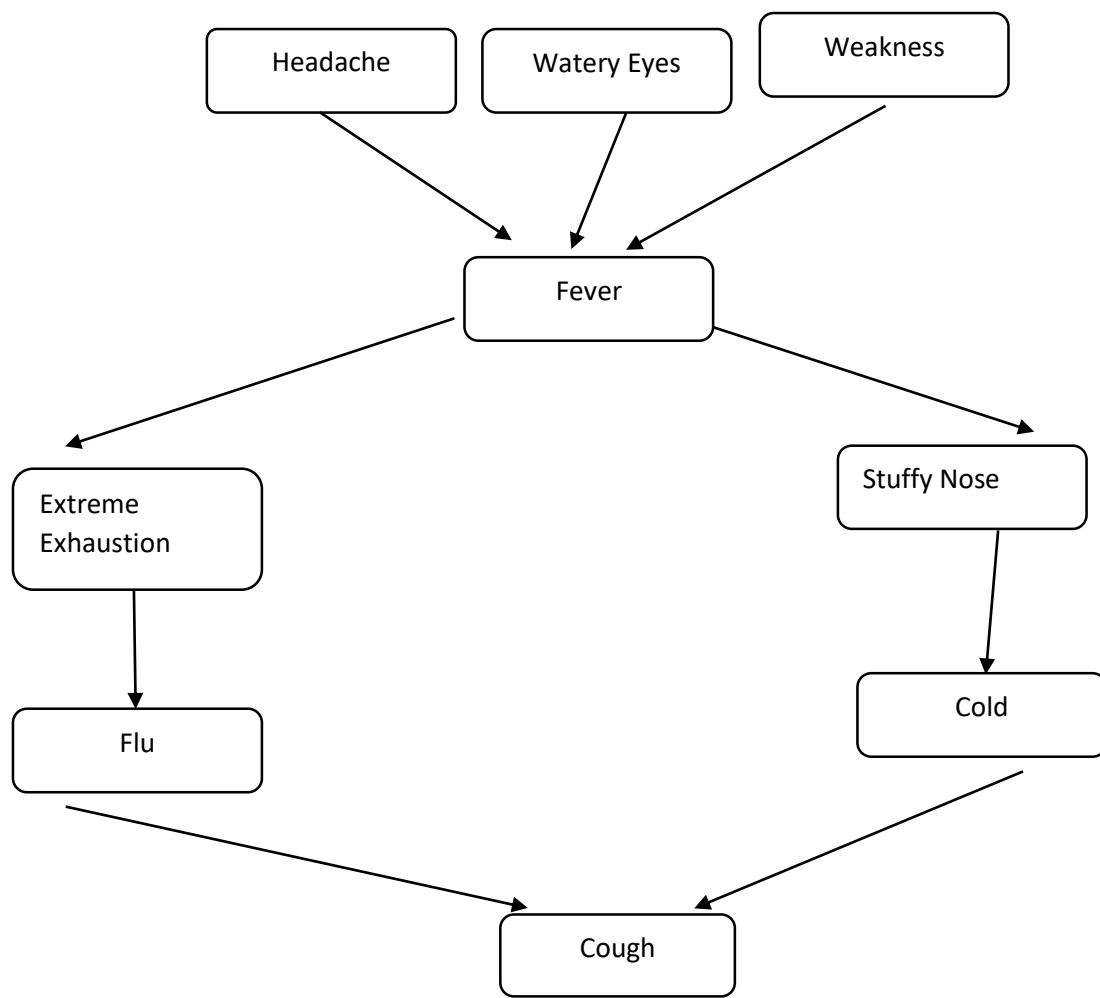 Headache
Watery Eyes
Weakness
Fever
Extreme
Exhaustion
Stuffy Nose
Flu
Cold
Cough